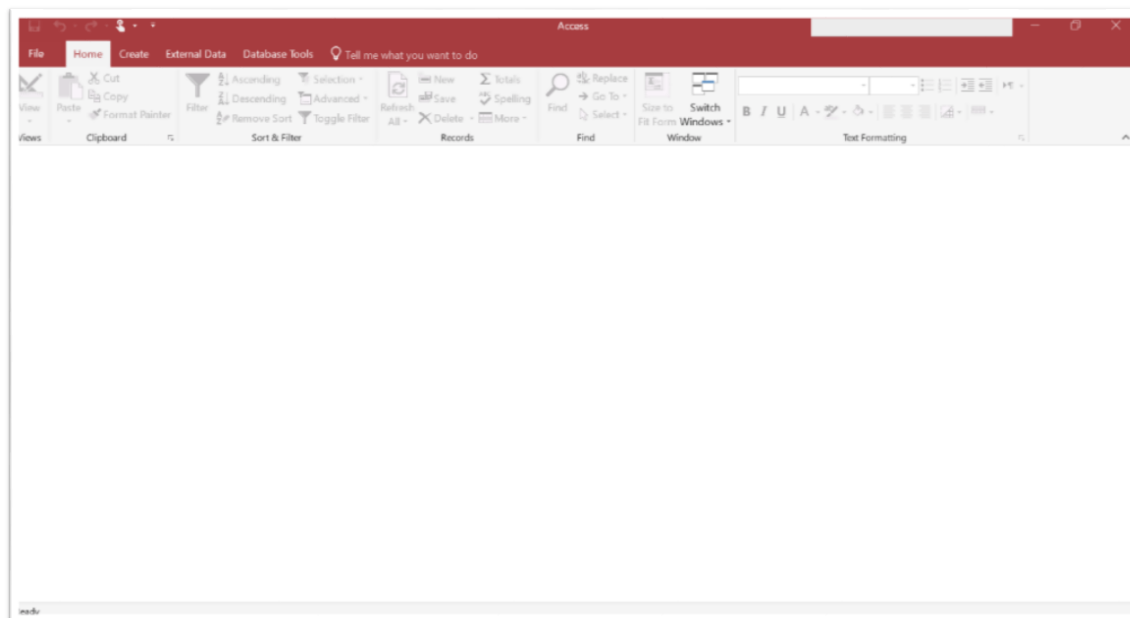 Access
File Home Create External Data Database Tools Tell me what you want to do
Cut Ascending Selection New Totals Replace
View Paste Copy Filter Descending Advanced Refresh Save Spelling Find Go To Size to Switch
Format Painter Remove Sort Toggle Filter All Delete More Select Fit Form Windows B I U A
Views Clipboard Sort & Filter Records Find Window Text Formatting